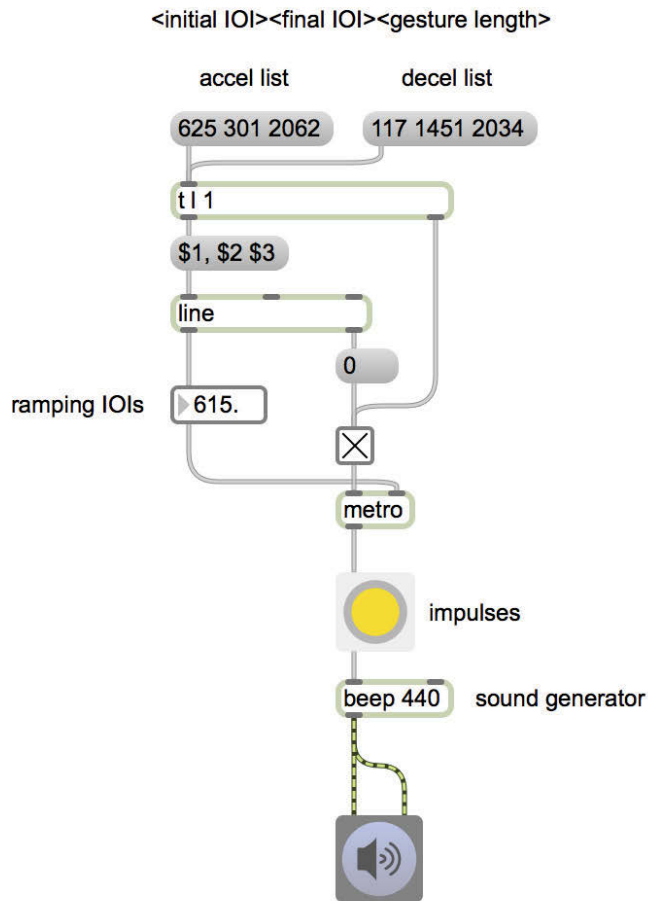 <initial IOI><final IOI><gesture length>
accel list
decel list
625 301 2062
117 1451 2034
t l 1
$1, $2 $3
line
0
ramping IOIs
615.
metro
impulses
beep 440
sound generator